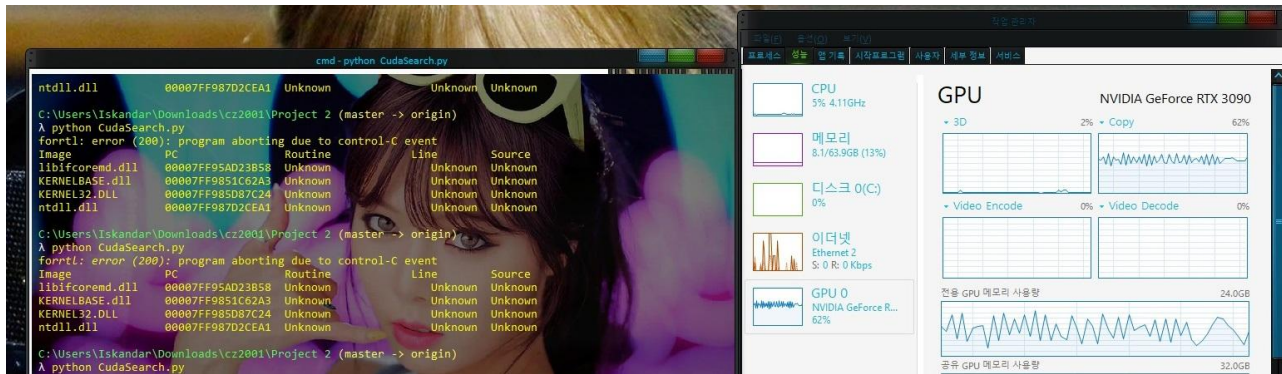 cmd - python CudaSearch.py
ntdll.dll 00007FF987D2CEA1 Unknown Unknown Unknown
C:\Users\Iskandar\Downloads\cz2001\Project 2 (master -> origin)
λ python CudaSearch.py
forrtl: error (200): program aborting due to control-C event
Image PC Routine Line Source
libifcoremd.dll 00007FF95AD23B58 Unknown Unknown Unknown
KERNELBASE.dll 00007FF9851C62A3 Unknown Unknown Unknown
KERNEL32.DLL 00007FF985D87C24 Unknown Unknown Unknown
ntdll.dll 00007FF987D2CEA1 Unknown Unknown Unknown
C:\Users\Iskandar\Downloads\cz2001\Project 2 (master -> origin)
λ python CudaSearch.py
forrtl: error (200): program aborting due to control-C event
Image PC Routine Line Source
libifcoremd.dll 00007FF95AD23B58 Unknown Unknown Unknown
KERNELBASE.dll 00007FF9851C62A3 Unknown Unknown Unknown
KERNEL32.DLL 00007FF985D87C24 Unknown Unknown Unknown
ntdll.dll 00007FF987D2CEA1 Unknown Unknown Unknown
C:\Users\Iskandar\Downloads\cz2001\Project 2 (master -> origin)
λ python CudaSearch.py
작업 관리자
파일(F) 옵션(O) 보기(V)
프로세스 성능 앱 기록 시작프로그램 사용자 세부 정보 서비스
CPU
5% 4.11GHz
메모리
8.1/63.9GB (13%)
디스크 0(C:)
0%
이더넷
Ethernet 2
S: 0 R: 0 Kbps
GPU 0
NVIDIA GeForce R...
62%
GPU NVIDIA GeForce RTX 3090
3D 2% Copy 62%
Video Encode 0% Video Decode 0%
전용 GPU 메모리 사용량 24.0GB
공유 GPU 메모리 사용량 32.0GB